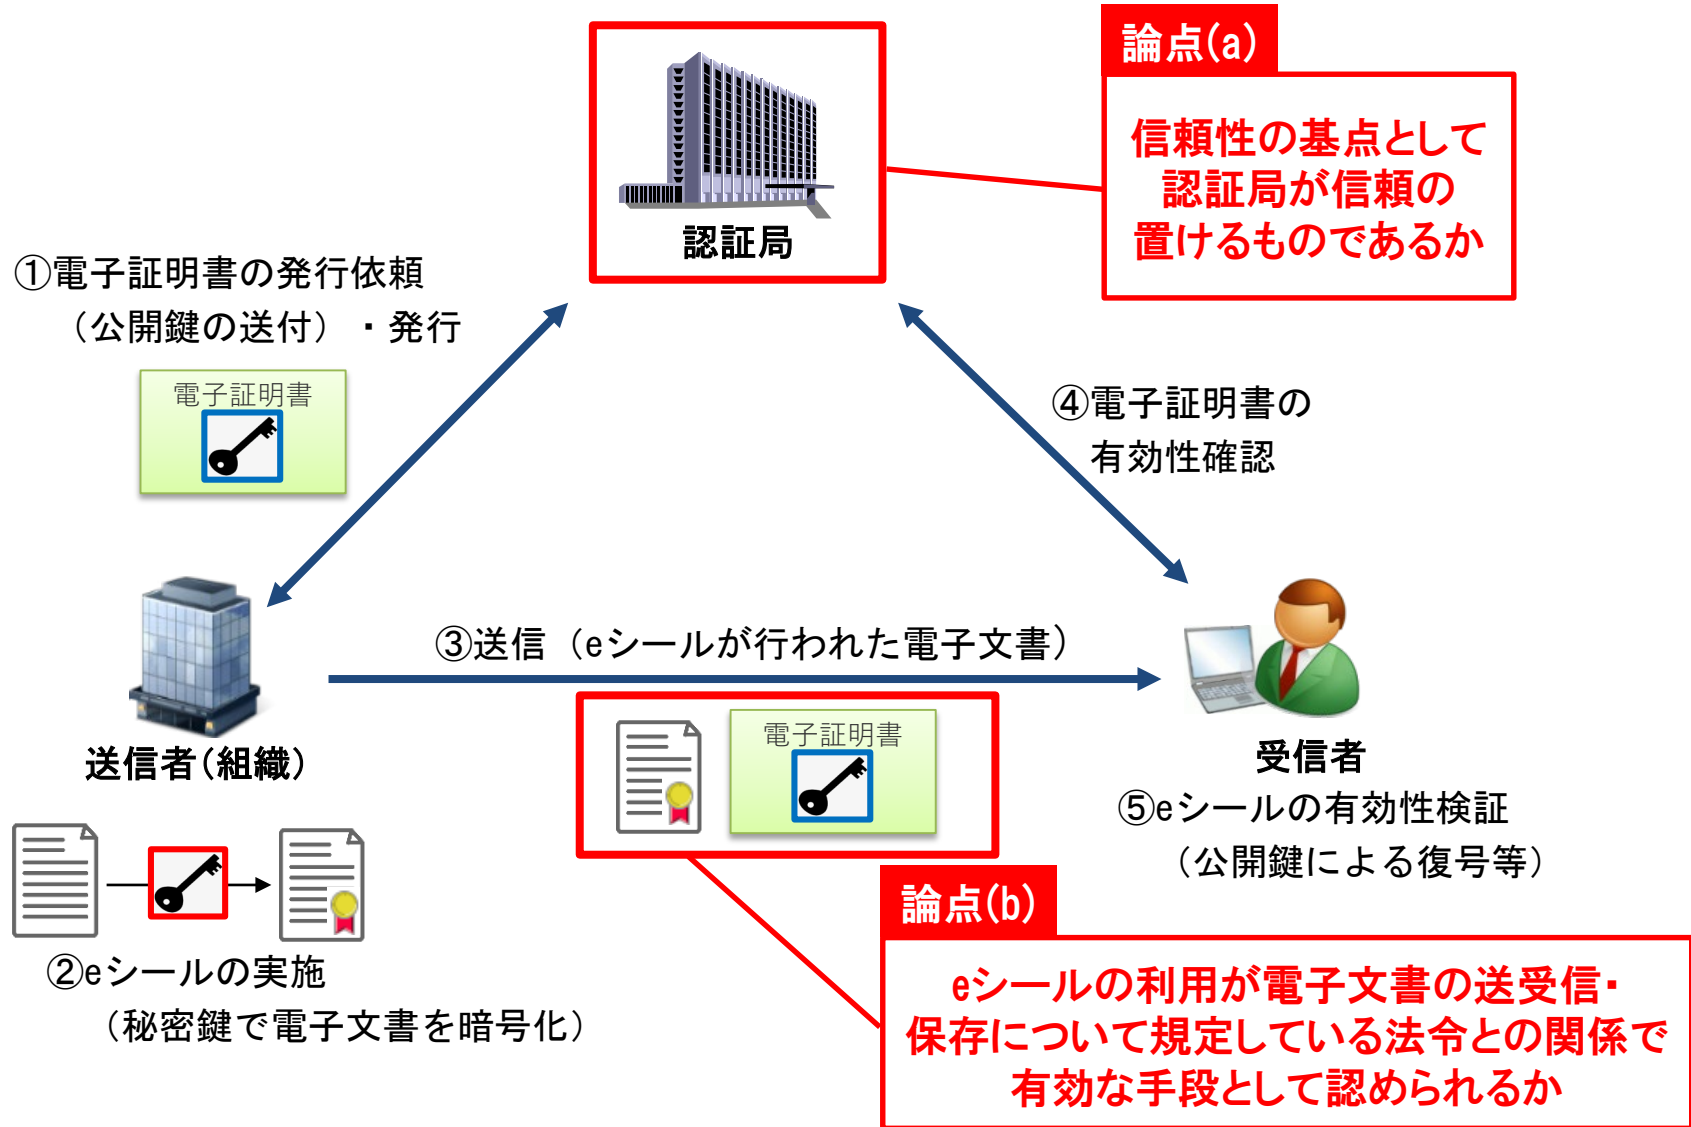 論点(a)
信頼性の基点として
認証局が信頼の
置けるものであるか
認証局
①電子証明書の発行依頼
（公開鍵の送付）・発行
電子証明書
④電子証明書の
有効性確認
③送信（eシールが行われた電子文書）
電子証明書
送信者(組織)
受信者
⑤eシールの有効性検証
（公開鍵による復号等）
②eシールの実施
（秘密鍵で電子文書を暗号化）
論点(b)
eシールの利用が電子文書の送受信・
保存について規定している法令との関係で
有効な手段として認められるか